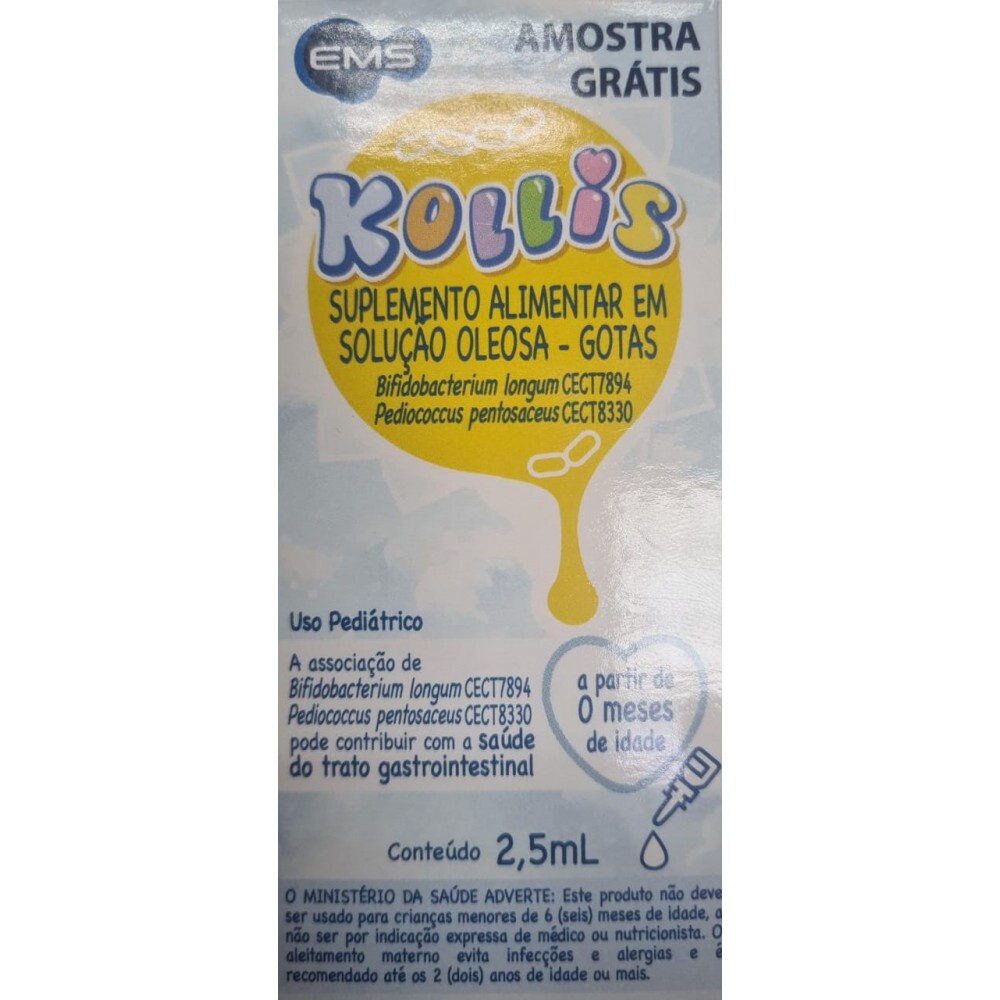 EMS
AMOSTRA
GRÁTIS
KOLLIS
SUPLEMENTO ALIMENTAR EM
SOLUÇÃO OLEOSA - GOTAS
Bifidobacterium longum CECT7894
Pediococcus pentosaceus CECT8330
Uso Pediátrico
A associação de
Bifidobacterium longum CECT7894
Pediococcus pentosaceus CECT8330
pode contribuir com a saúde
do trato gastrointestinal
a partir de
0 meses
de idade
Conteúdo 2,5mL
O MINISTÉRIO DA SAÚDE ADVERTE: Este produto não deve
ser usado para crianças menores de 6 (seis) meses de idade, a
não ser por indicação expressa de médico ou nutricionista. O
aleitamento materno evita infecções e alergias e é
recomendado até os 2 (dois) anos de idade ou mais.